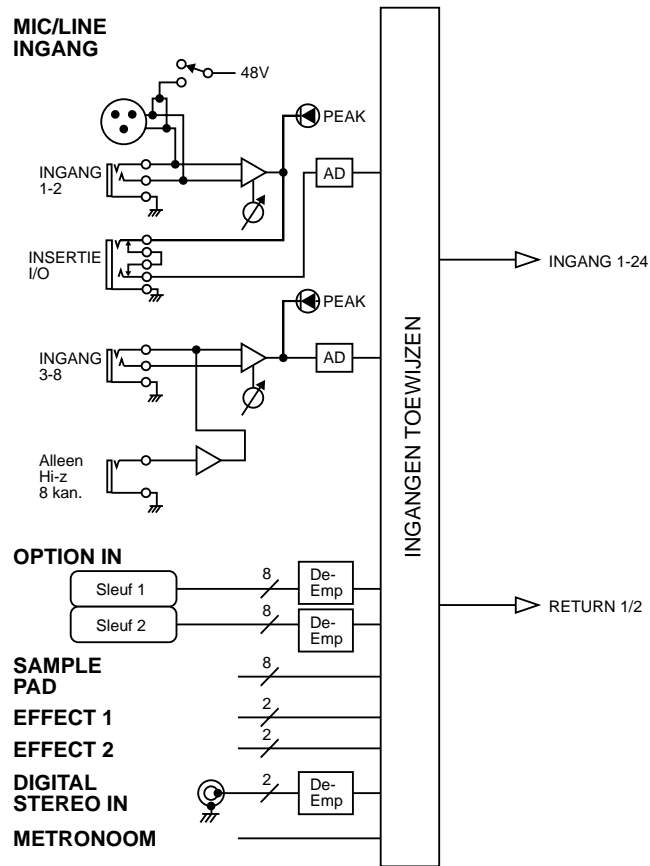 MIC/LINE
INGANG
48V
PEAK
INGANG
1-2
AD
INSERTIE
I/O
INGANG 1-24
PEAK
INGANG
3-8
AD
INGANGEN TOEWIJZEN
Alleen
Hi-z
8 kan.
OPTION IN
Sleuf 1
8
De-
Emp
RETURN 1/2
Sleuf 2
8
De-
Emp
SAMPLE
PAD
8
EFFECT 1
2
EFFECT 2
2
DIGITAL
STEREO IN
2
De-
Emp
METRONOOM